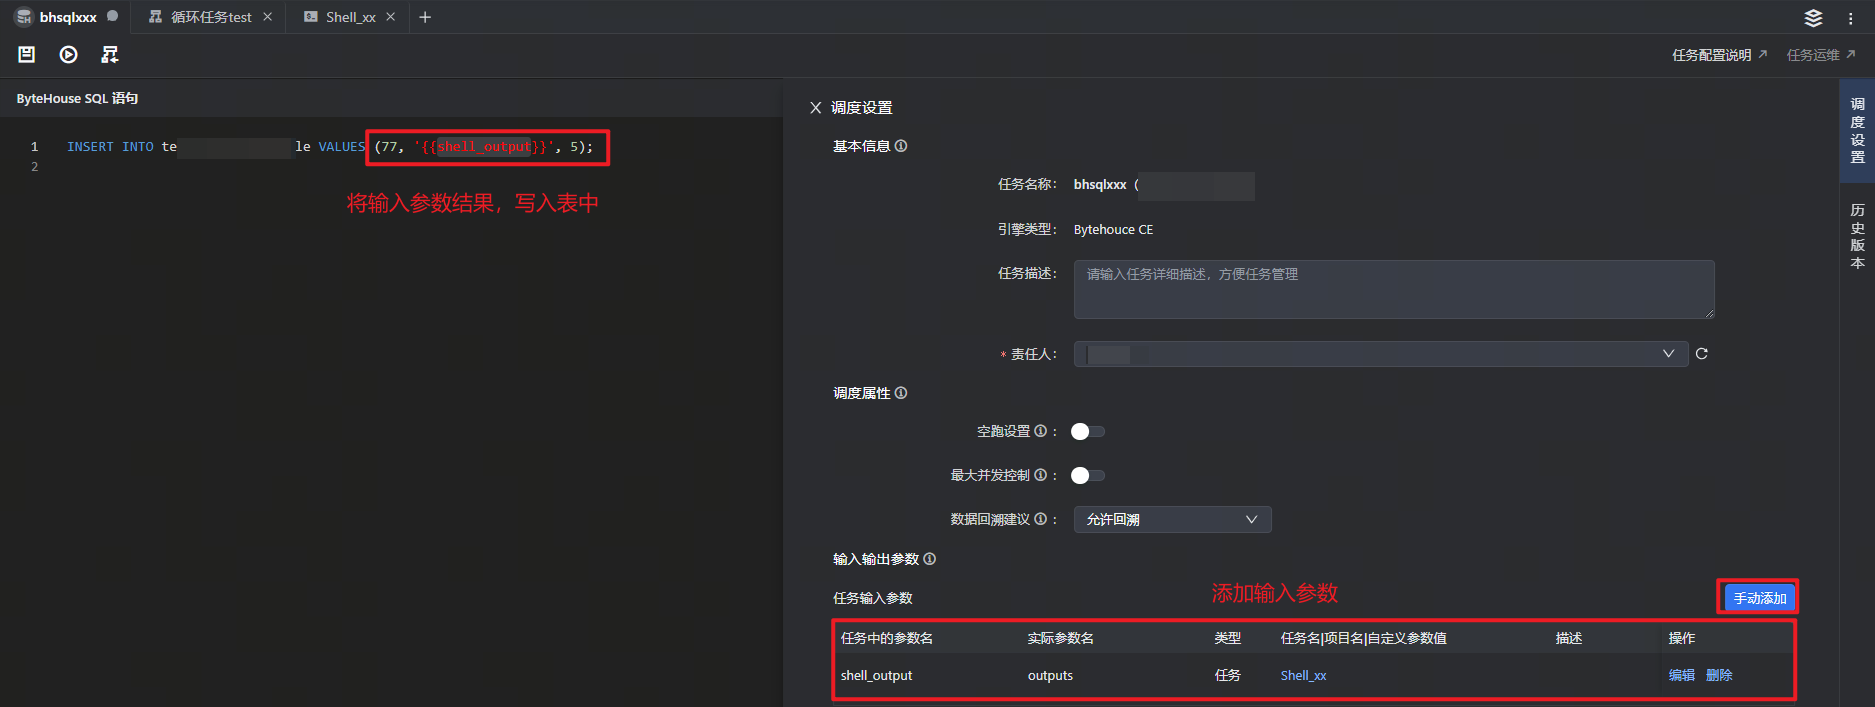 bhsqlxxx 循环任务test Shell_xx
任务配置说明 任务运维
ByteHouse SQL 语句
1 INSERT INTO te le VALUES (77, '{{shell_output}}', 5);
2
将输入参数结果，写入表中
调度设置
基本信息
任务名称： bhsqlxxx (
引擎类型： Bytehouce CE
任务描述： 请输入任务详细描述，方便任务管理
* 责任人：
调度属性
空跑设置 ：
最大并发控制 ：
数据回溯建议 ： 允许回溯
输入输出参数
添加输入参数
任务输入参数 手动添加
任务中的参数名 实际参数名 类型 任务名|项目名|自定义参数值 描述 操作
shell_output outputs 任务 Shell_xx 编辑 删除
调度设置
历史版本